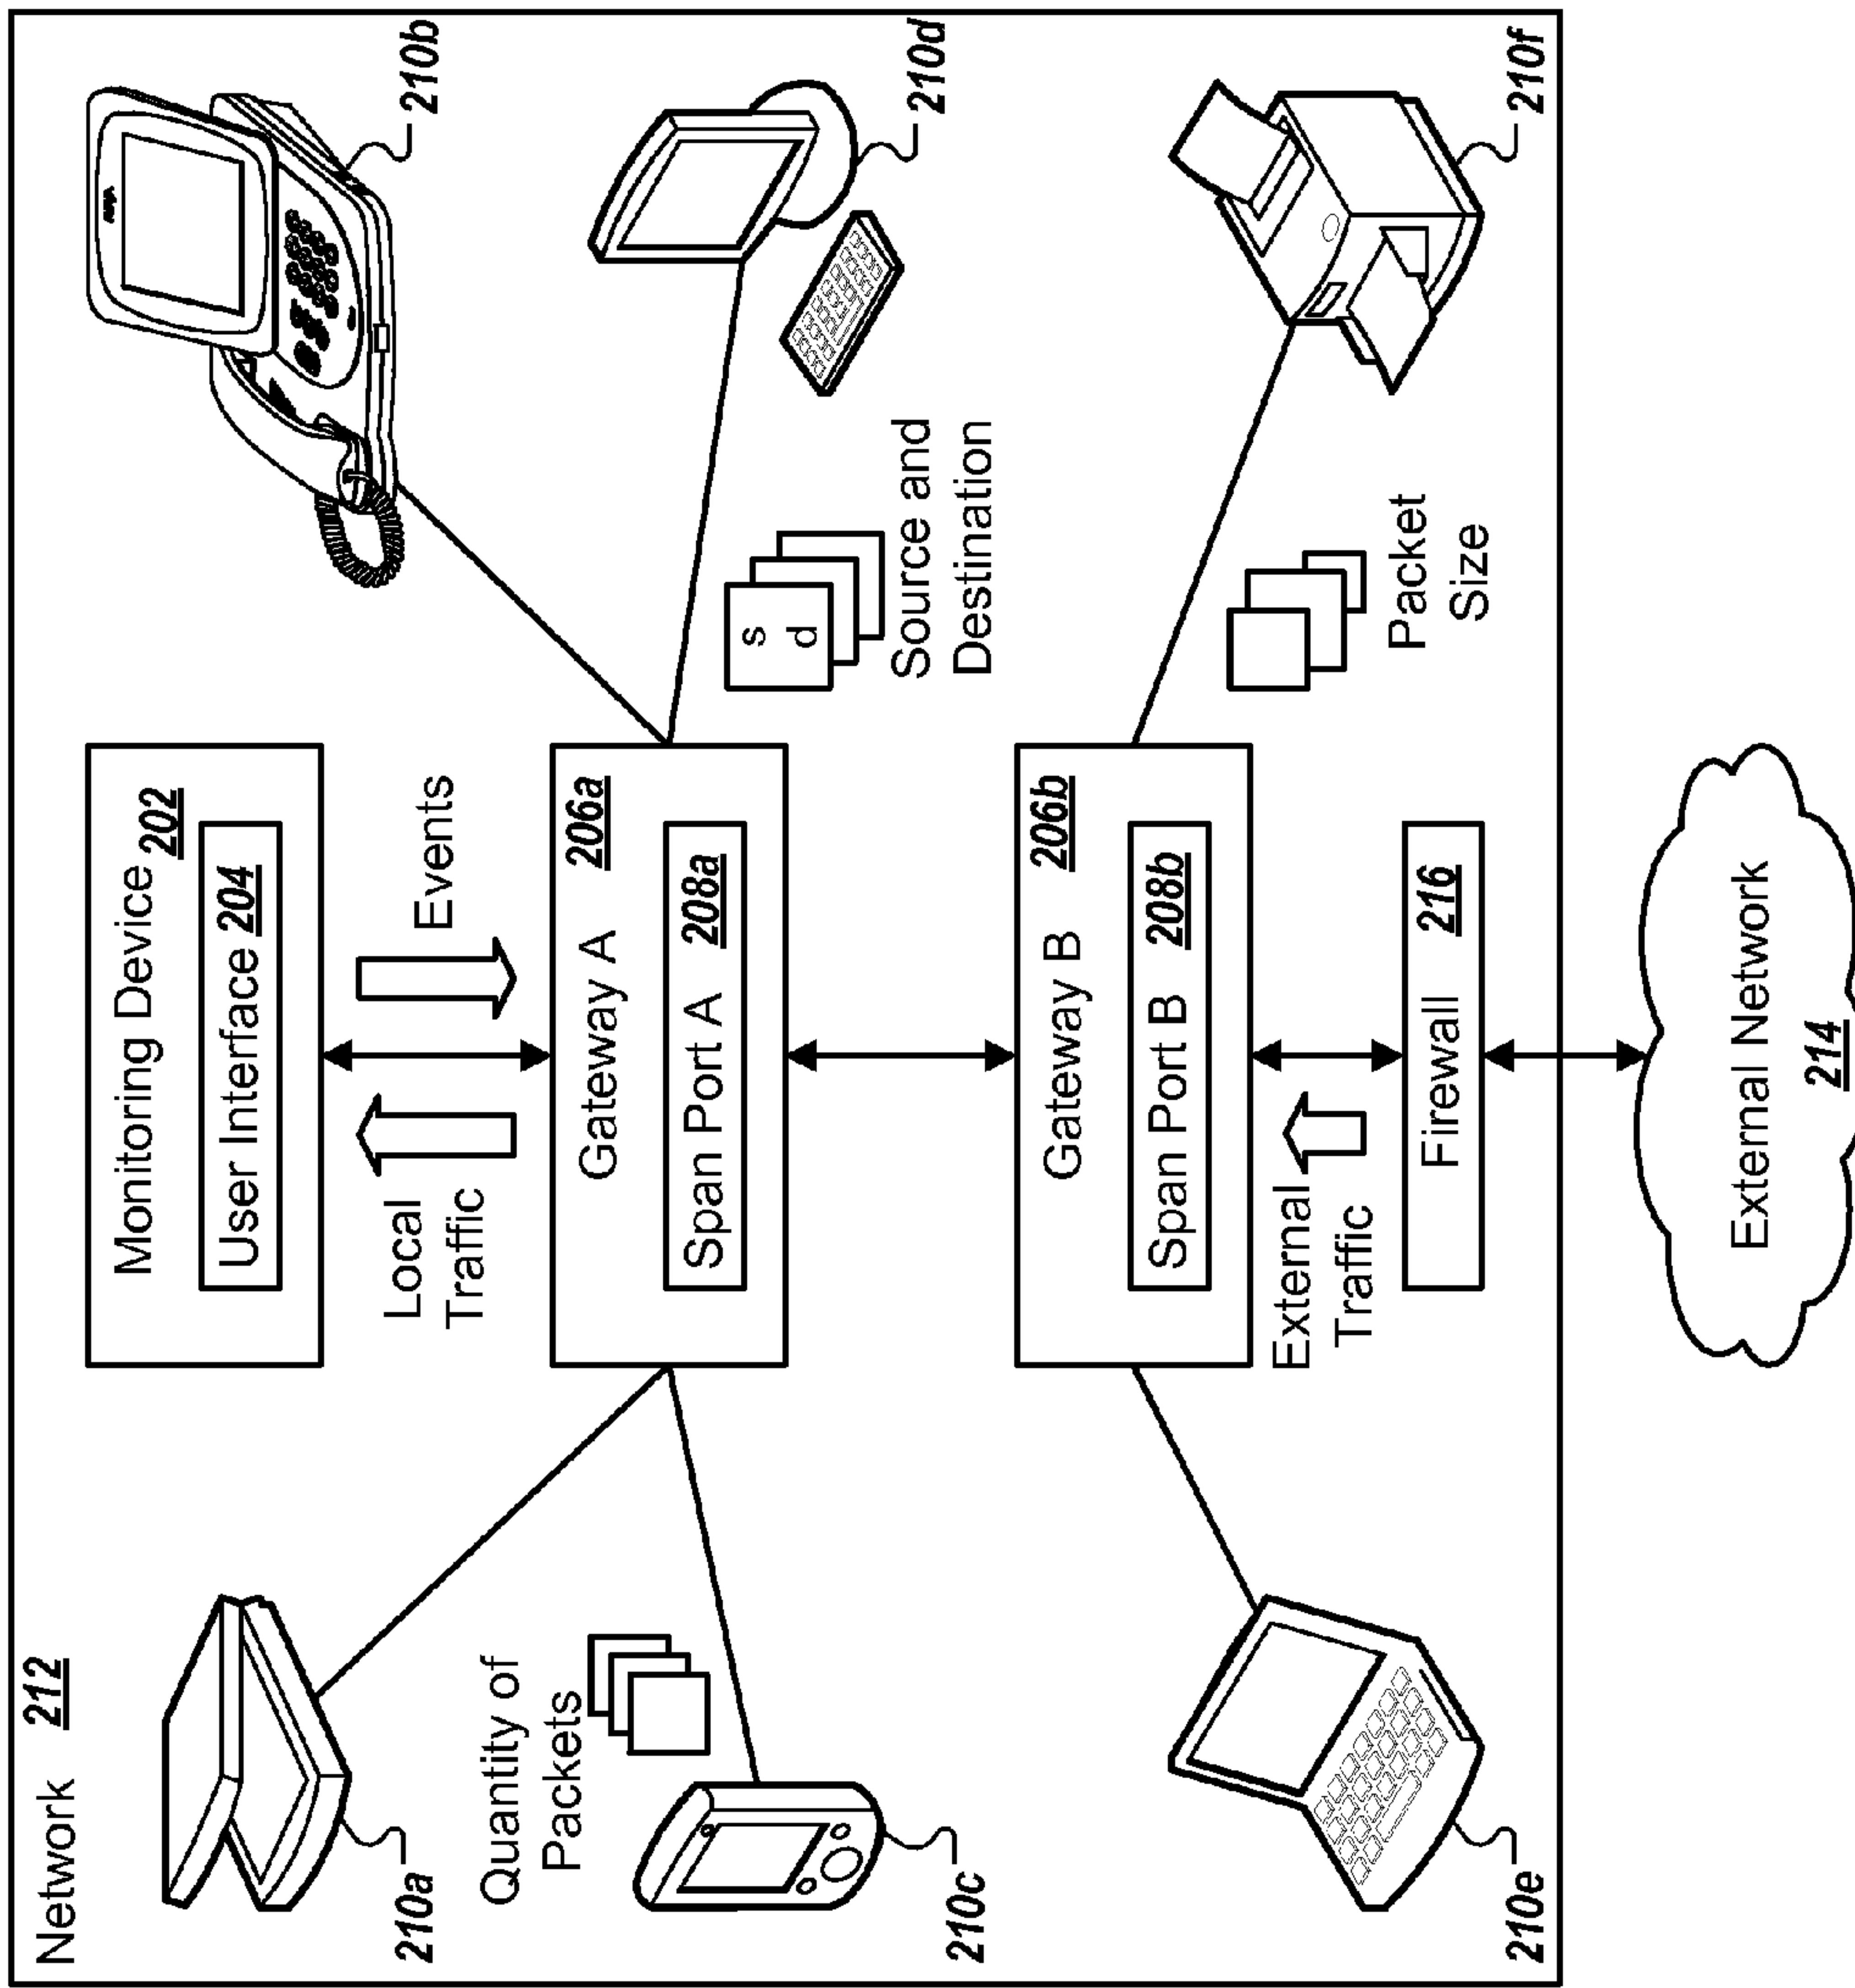 Network 212
Monitoring Device 202
User Interface 204
210a
210b
Local
Traffic
Events
Quantity of
Packets
Gateway A 206a
Span Port A 208a
Source and
Destination
s
d
210c
210d
Gateway B 206b
Span Port B 208b
Packet
Size
External
Traffic
Firewall 216
210e
210f
External Network
214